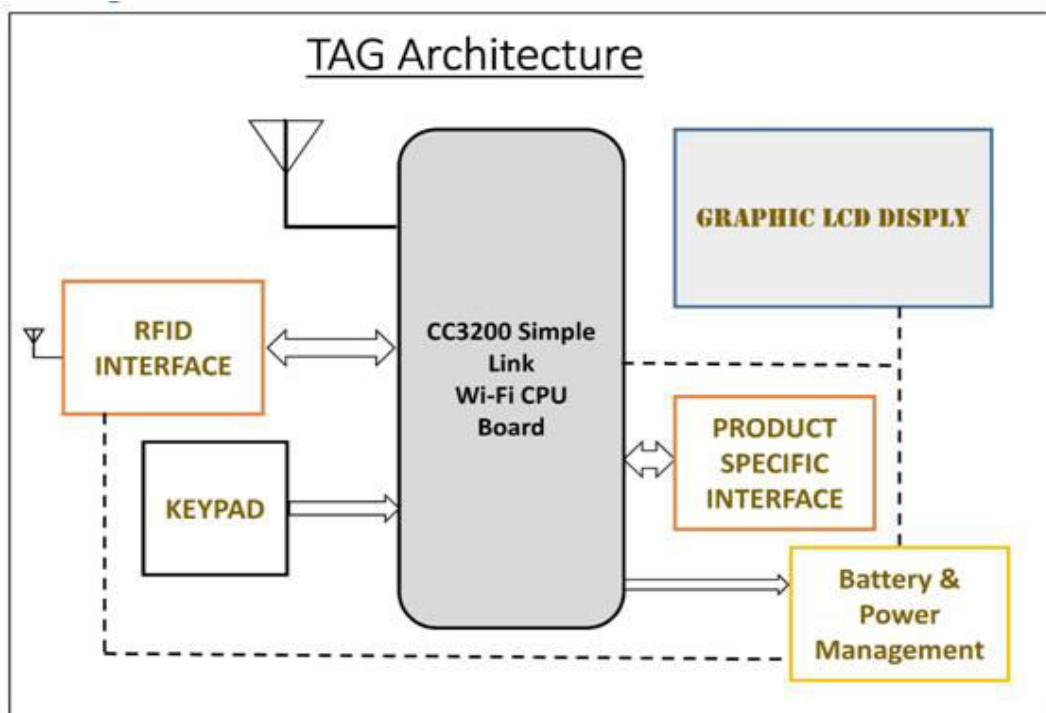 TAG Architecture
GRAPHIC LCD DISPLY
RFID
INTERFACE
CC3200 Simple
Link
Wi-Fi CPU
Board
PRODUCT
SPECIFIC
INTERFACE
KEYPAD
Battery &
Power
Management